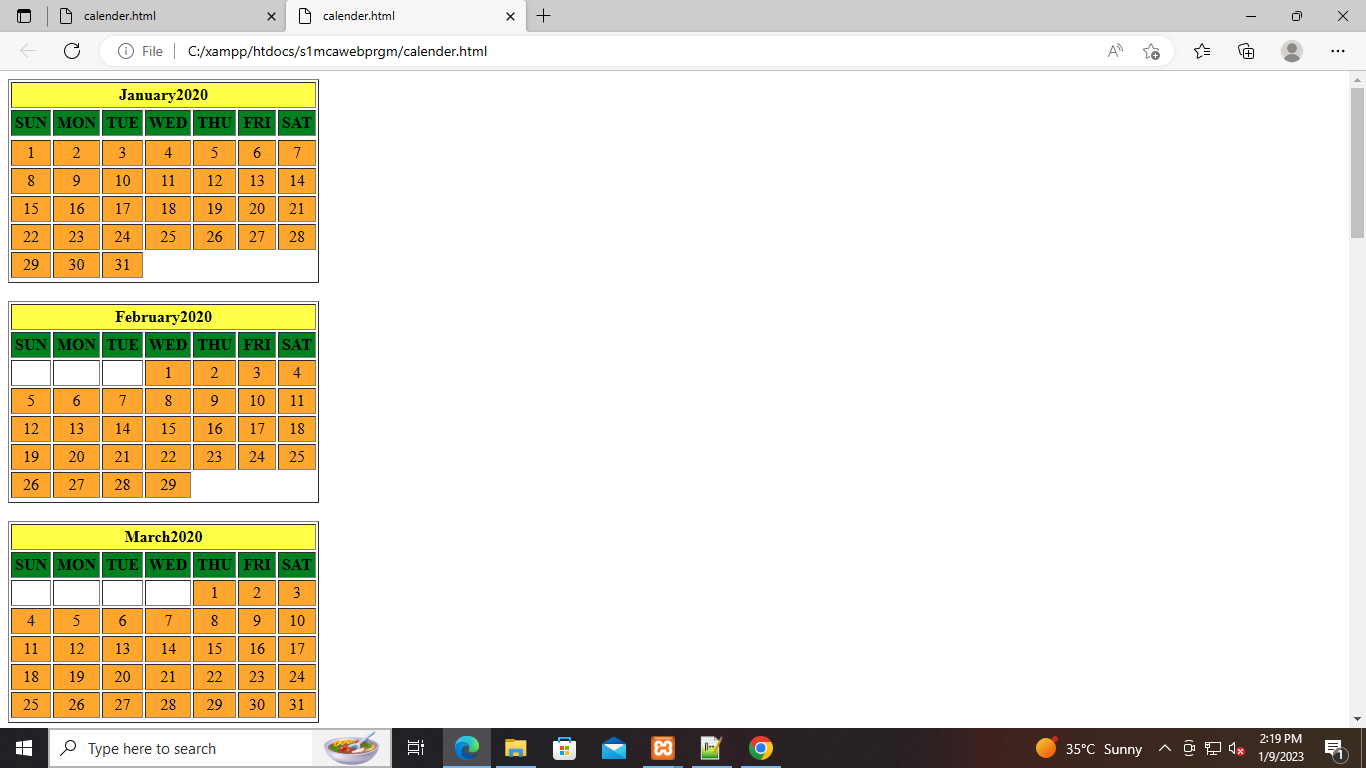 calender.html
calender.html
File
C:/xampp/htdocs/s1mcawebprgm/calender.html
January2020
SUN MON TUE WED THU FRI SAT
1 2 3 4 5 6 7
8 9 10 11 12 13 14
15 16 17 18 19 20 21
22 23 24 25 26 27 28
29 30 31
February2020
SUN MON TUE WED THU FRI SAT
1 2 3 4
5 6 7 8 9 10 11
12 13 14 15 16 17 18
19 20 21 22 23 24 25
26 27 28 29
March2020
SUN MON TUE WED THU FRI SAT
1 2 3
4 5 6 7 8 9 10
11 12 13 14 15 16 17
18 19 20 21 22 23 24
25 26 27 28 29 30 31
Type here to search
35°C Sunny
2:19 PM
1/9/2023
1